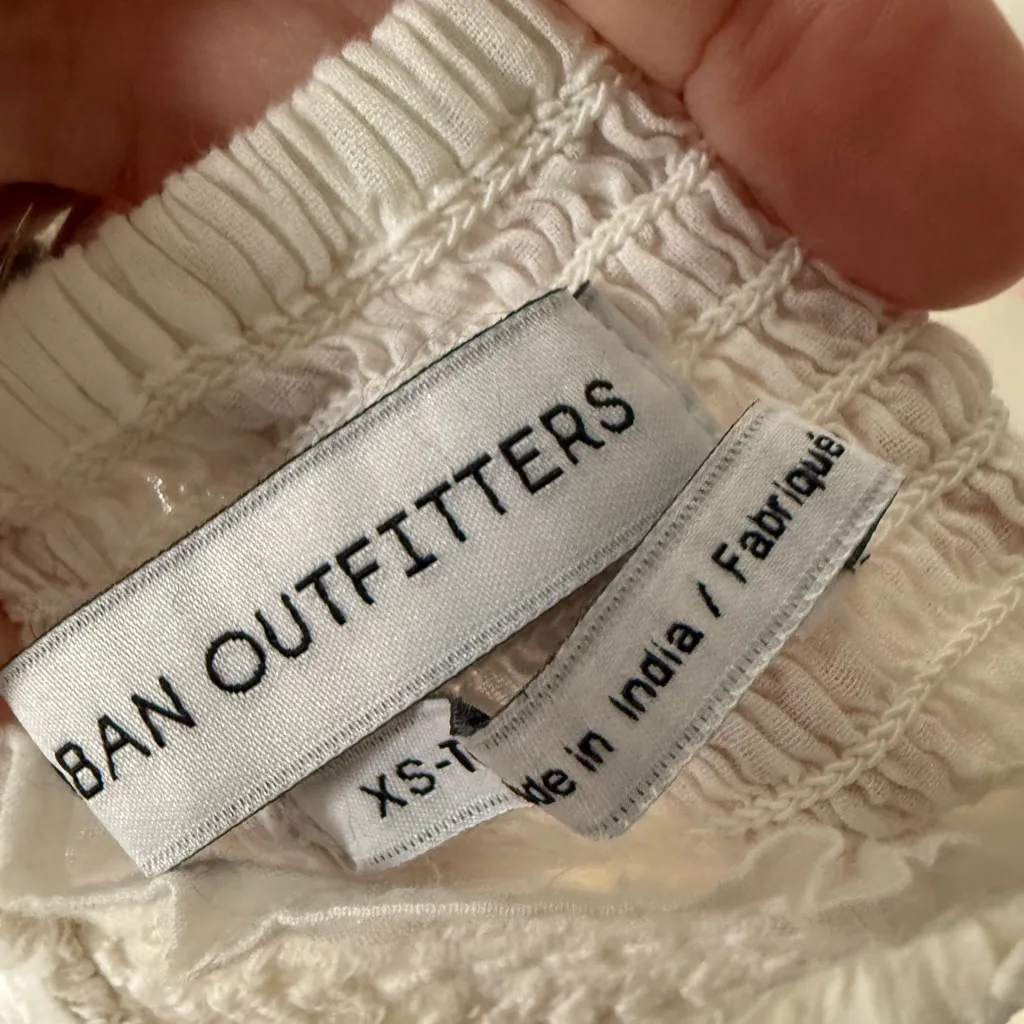 BAN OUTFITTERS
XS-T
de in India / Fabriqué